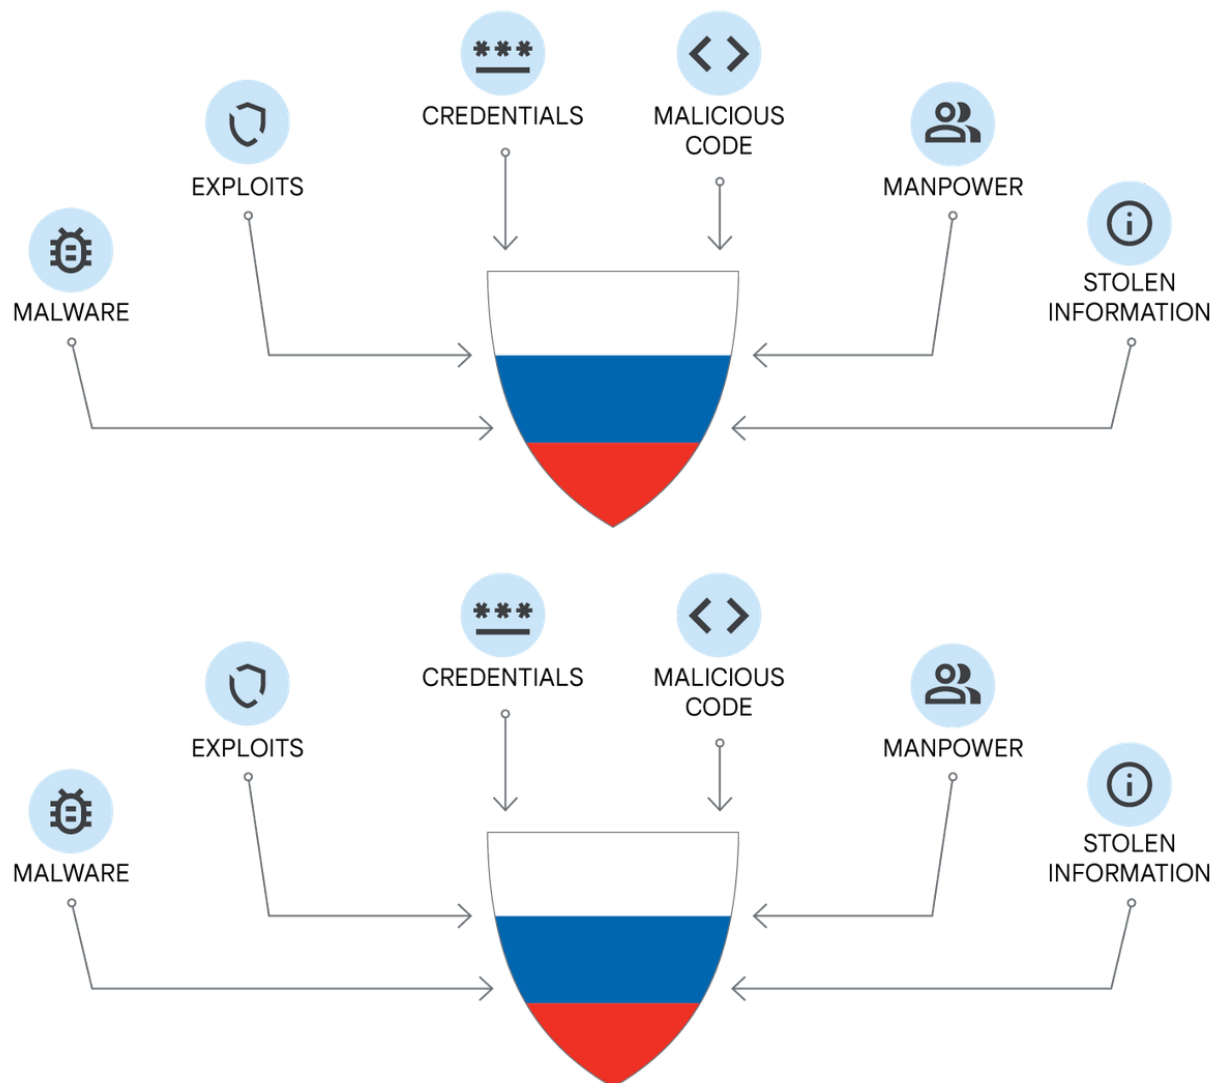 CREDENTIALS
MALICIOUS
CODE
EXPLOITS
MANPOWER
MALWARE
STOLEN
INFORMATION
CREDENTIALS
MALICIOUS
CODE
EXPLOITS
MANPOWER
MALWARE
STOLEN
INFORMATION